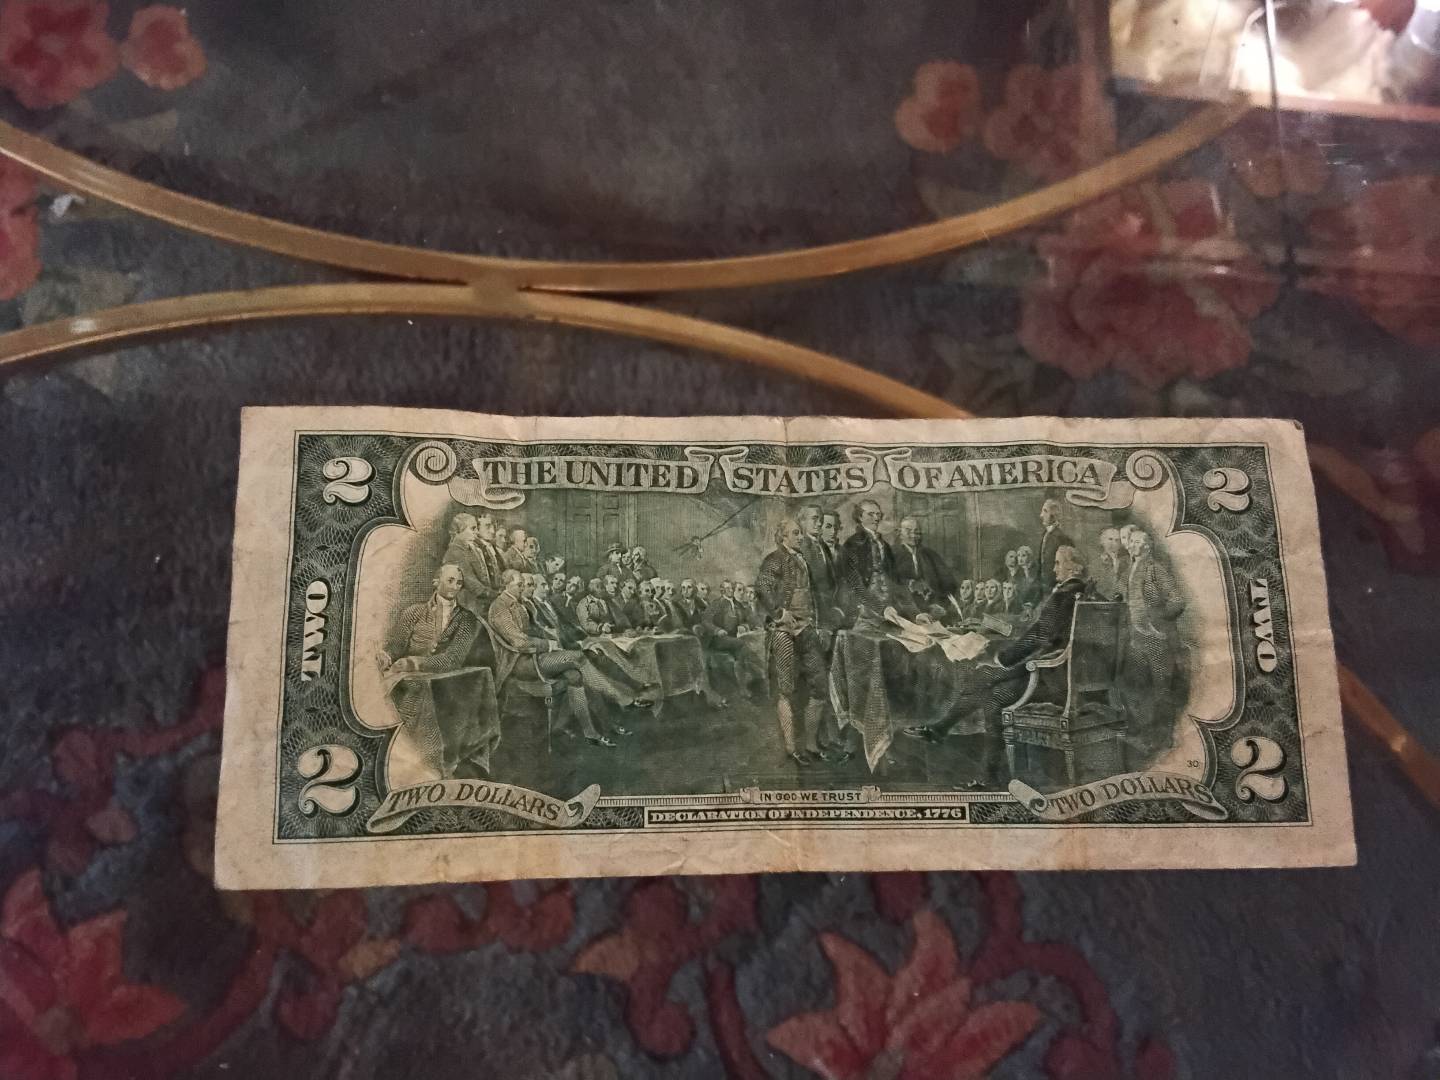 THE UNITED STATES OF AMERICA
2
2
TWO
TWO
30
2
2
TWO DOLLARS
IN GOD WE TRUST
TWO DOLLARS
DECLARATION OF INDEPENDENCE, 1776